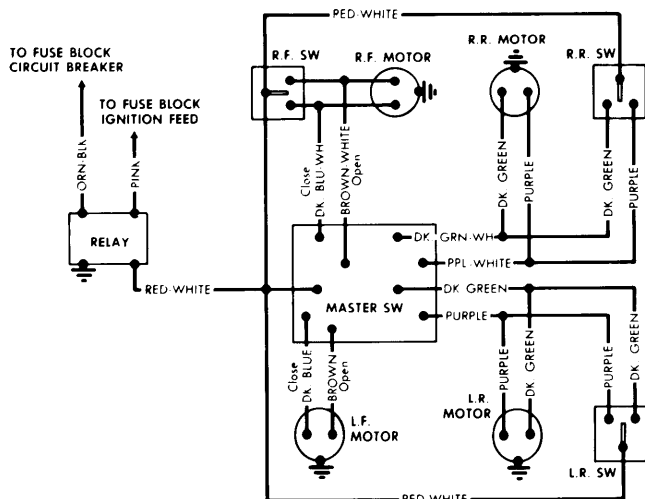 RED-WHITE
TO FUSE BLOCK
CIRCUIT BREAKER
R.F. SW
R.F. MOTOR
R.R. MOTOR
R.R. SW
TO FUSE BLOCK
IGNITION FEED
ORN-BLK
PINK
Close
DK BLU-WH
BROWN-WHITE
Open
DK GREEN
PURPLE
DK GREEN
PURPLE
RELAY
DK GRN-WH
PPL-WHITE
RED-WHITE
MASTER SW
DK GREEN
PURPLE
Close
DK BLUE
BROWN
Open
PURPLE
DK GREEN
PURPLE
DK GREEN
L.F.
MOTOR
L.R.
MOTOR
L.R. SW
RED-WHITE